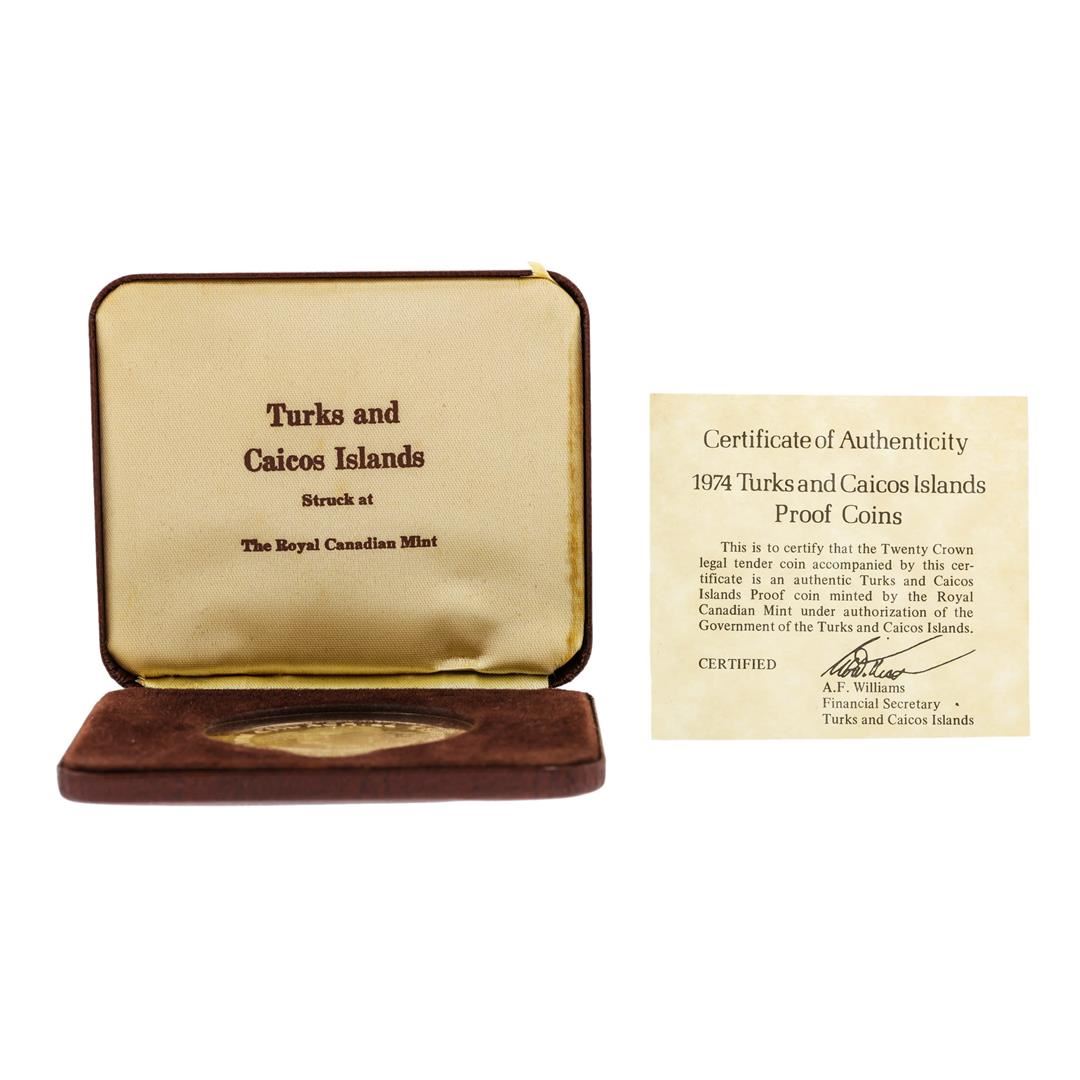 Turks and
Caicos Islands
Struck at
The Royal Canadian Mint
Certificate of Authenticity
1974 Turks and Caicos Islands
Proof Coins
This is to certify that the Twenty Crown
legal tender coin accompanied by this cer-
tificate is an authentic Turks and Caicos
Islands Proof coin minted by the Royal
Canadian Mint under authorization of the
Government of the Turks and Caicos Islands.
CERTIFIED
A.F. Williams
Financial Secretary
Turks and Caicos Islands